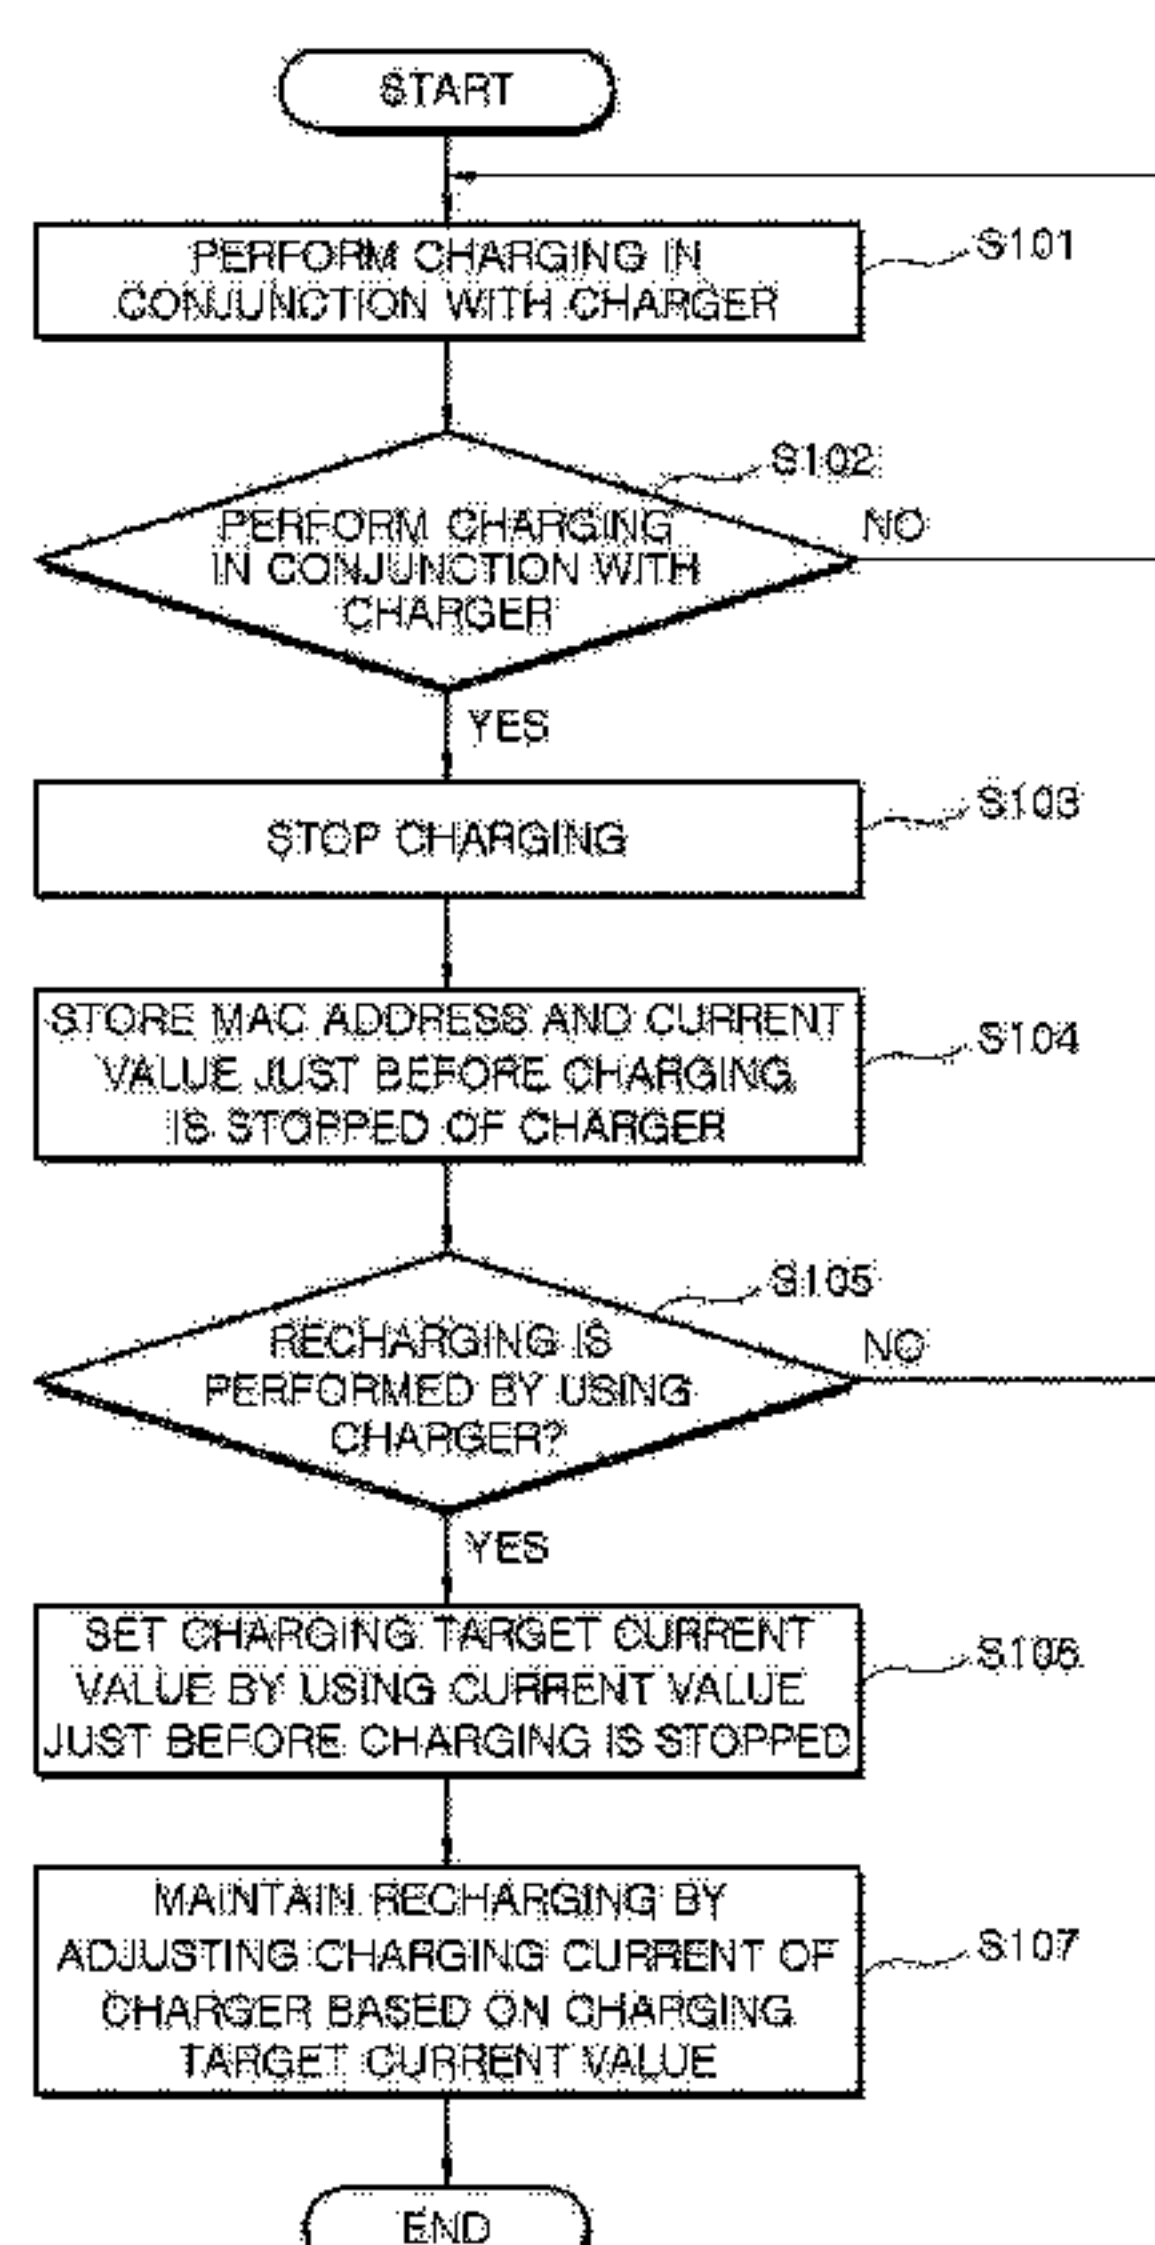 START
PERFORM CHARGING IN
CONJUNCTION WITH CHARGER
S101
S102
PERFORM CHARGING
IN CONJUNCTION WITH
CHARGER
NO
YES
STOP CHARGING
S103
STORE MAC ADDRESS AND CURRENT
VALUE JUST BEFORE CHARGING
IS STOPPED OF CHARGER
S104
S105
RECHARGING IS
PERFORMED BY USING
CHARGER?
NO
YES
SET CHARGING TARGET CURRENT
VALUE BY USING CURRENT VALUE
JUST BEFORE CHARGING IS STOPPED
S106
MAINTAIN RECHARGING BY
ADJUSTING CHARGING CURRENT OF
CHARGER BASED ON CHARGING
TARGET CURRENT VALUE
S107
END